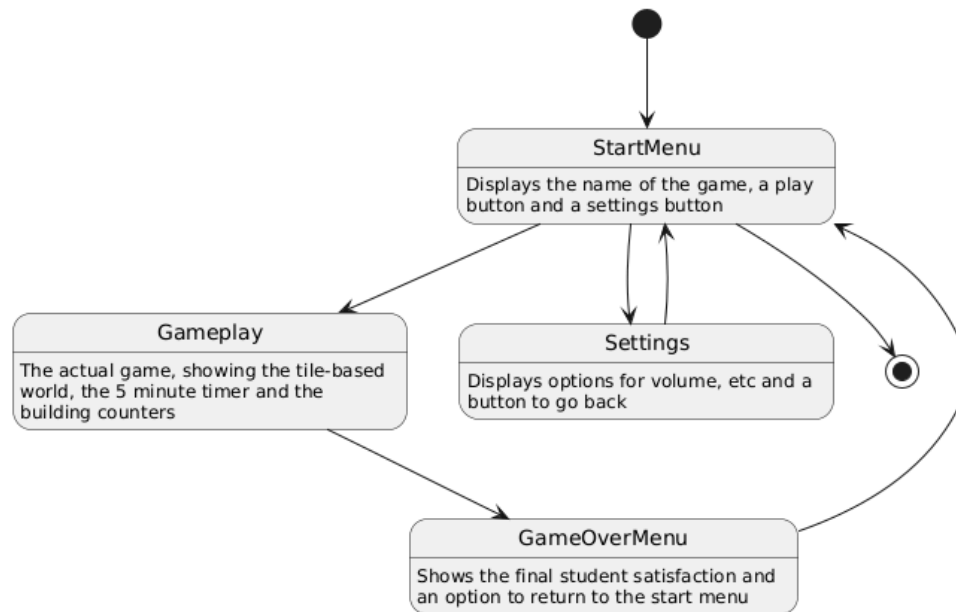 StartMenu
Displays the name of the game, a play
button and a settings button
Gameplay
The actual game, showing the tile-based
world, the 5 minute timer and the
building counters
Settings
Displays options for volume, etc and a
button to go back
GameOverMenu
Shows the final student satisfaction and
an option to return to the start menu